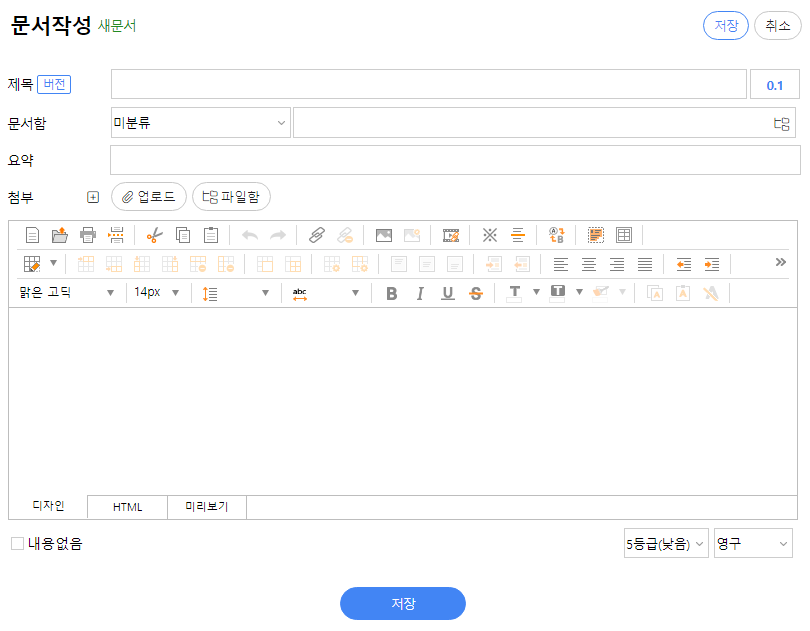 문서작성 새문서 저장 취소
제목 버전 0.1
문서함 미분류
요약
첨부 업로드 파일함
맑은 고딕 14px abc B I U S T T
디자인 HTML 미리보기
내용없음 5등급(낮음) 영구
저장